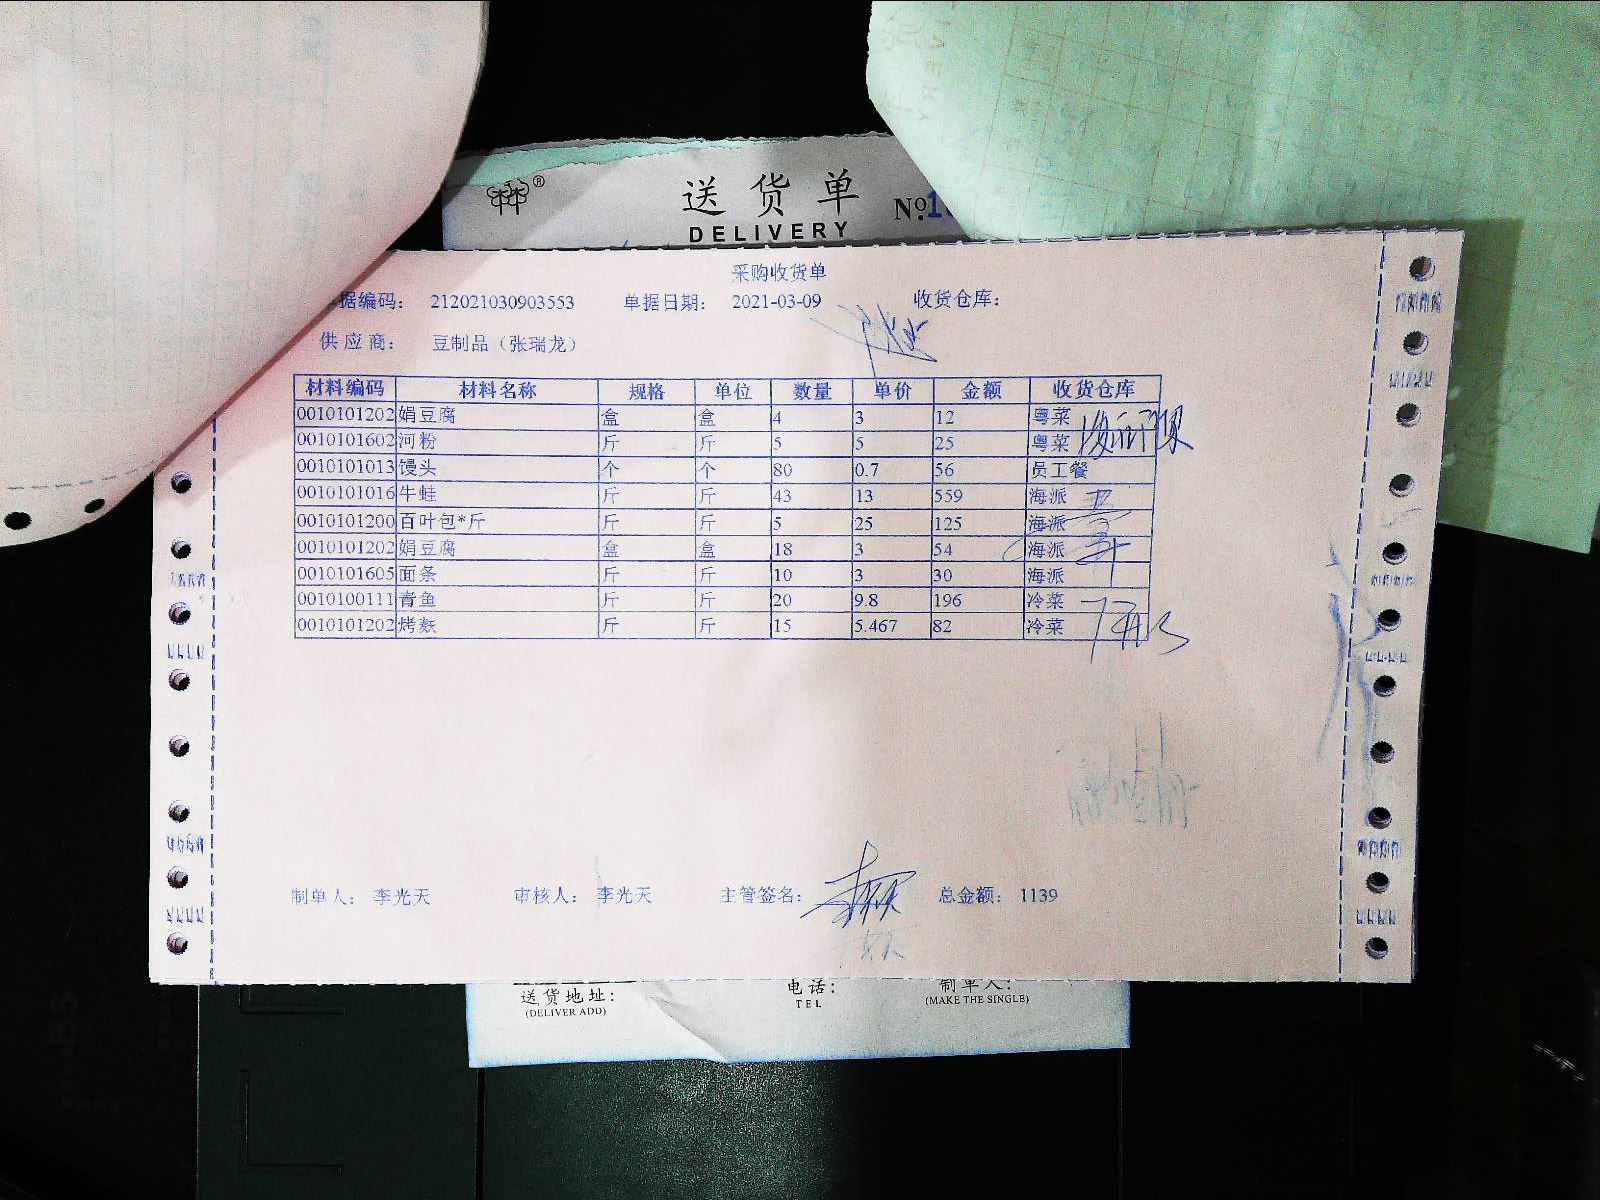 送货单
DELIVERY
№
采购收货单
据编码： 212021030903553 单据日期： 2021-03-09 收货仓库：
供应商： 豆制品（张瑞龙）
材料编码 材料名称 规格 单位 数量 单价 金额 收货仓库
0010101202 娟豆腐 盒 盒 4 3 12 粤菜
0010101602 河粉 斤 斤 5 5 25 粤菜
0010101013 馒头 个 个 80 0.7 56 员工餐
0010101016 牛蛙 斤 斤 43 13 559 海派
0010101200 百叶包*斤 斤 斤 5 25 125 海派
0010101202 娟豆腐 盒 盒 18 3 54 海派
0010101605 面条 斤 斤 10 3 30 海派
0010100111 青鱼 斤 斤 20 9.8 196 冷菜
0010101202 烤麸 斤 斤 15 5.467 82 冷菜
制单人： 李光天 审核人： 李光天 主管签名： 总金额： 1139
送货地址： 电话： 制单人：
(DELIVER ADD) TEL (MAKE THE SINGLE)